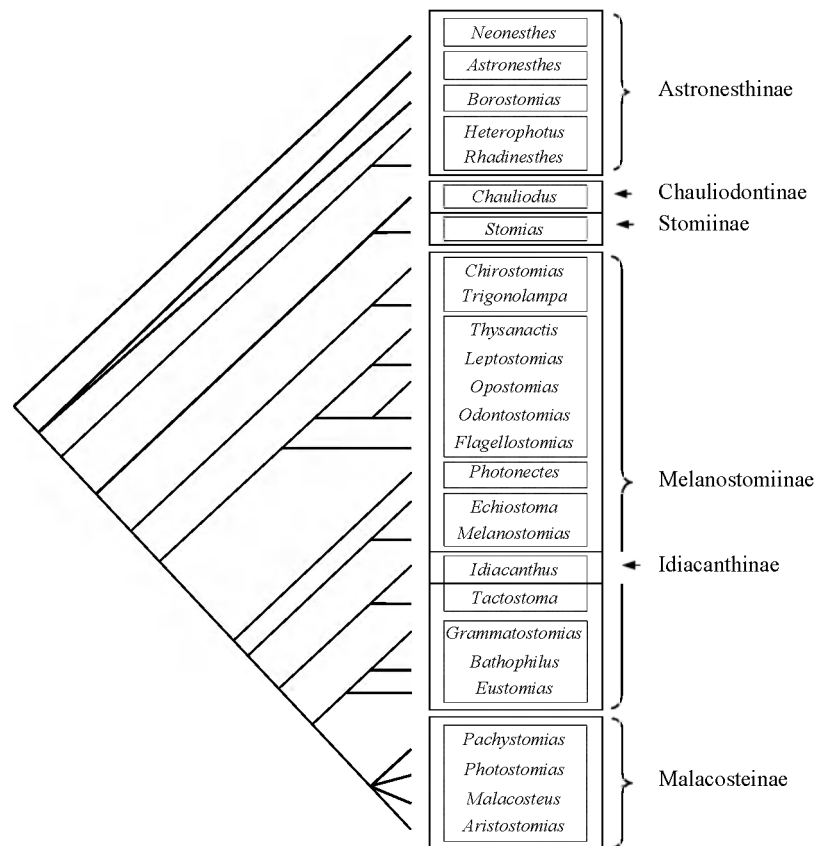 Neonesthes
Astronesthes
Borostomias
Heterophotus
Rhadinesthes
Astronesthinae
Chauliodus
Chauliodontinae
Stomias
Stomiinae
Chirostomias
Trigonolampa
Thysanactis
Leptostomias
Opostomias
Odontostomias
Flagellostomias
Photonectes
Echiostoma
Melanostomias
Melanostomiinae
Idiacanthus
Idiacanthinae
Tactostoma
Grammatostomias
Bathophilus
Eustomias
Pachystomias
Photostomias
Malacosteus
Aristostomias
Malacosteinae